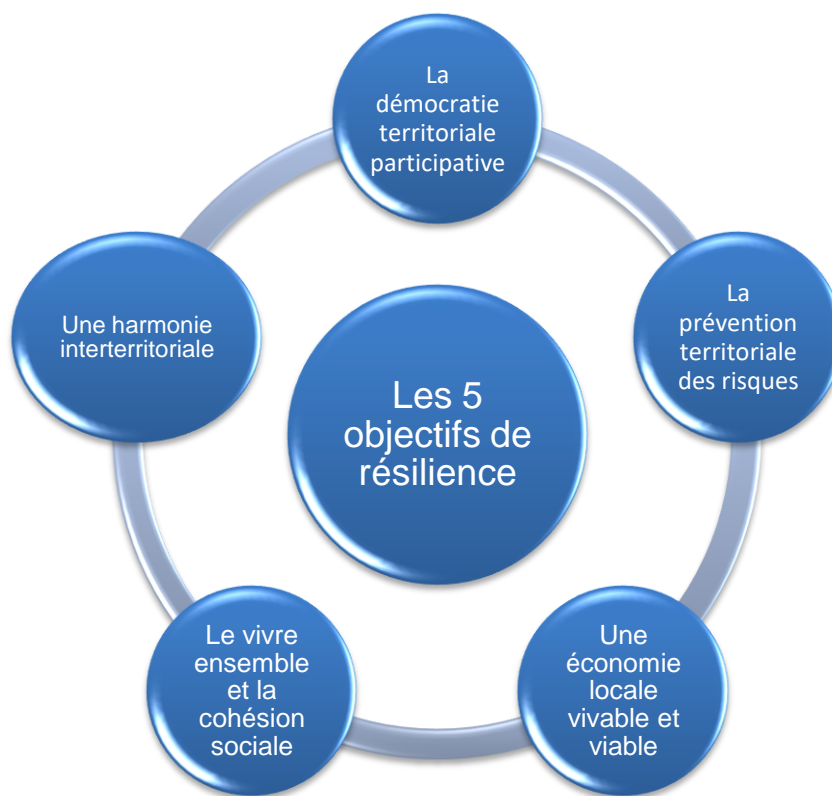 La
démocratie
territoriale
participative
La
prévention
territoriale
des risques
Une
économie
locale
vivable et
viable
Le vivre
ensemble
et la
cohésion
sociale
Une harmonie
interterritoriale
Les 5
objectifs de
résilience